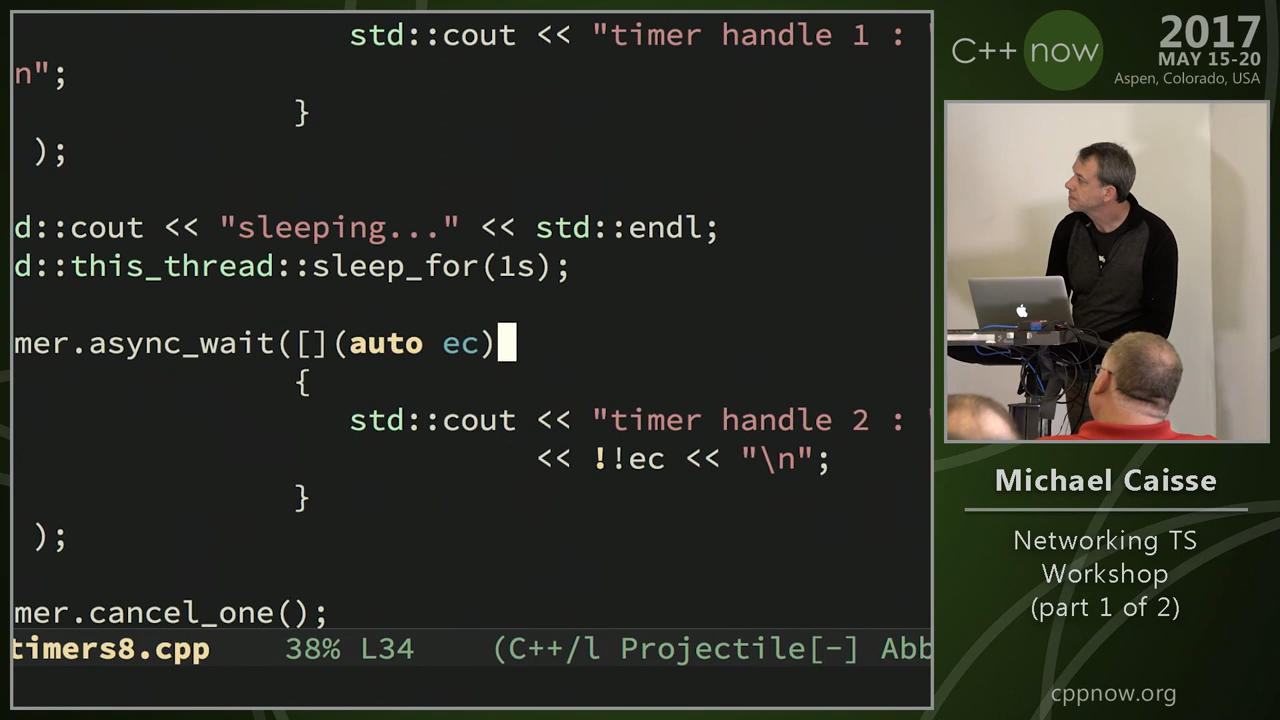 std::cout << "timer handle 1 :
n";
}
);
d::cout << "sleeping..." << std::endl;
d::this_thread::sleep_for(1s);
mer.async_wait([](auto ec)
{
std::cout << "timer handle 2 :
<< !!ec << "\n";
}
);
mer.cancel_one();
timers8.cpp 38% L34 (C++/l Projectile[-] Abb
C++ now
2017
MAY 15-20
Aspen, Colorado, USA
Michael Caisse
Networking TS
Workshop
(part 1 of 2)
cppnow.org